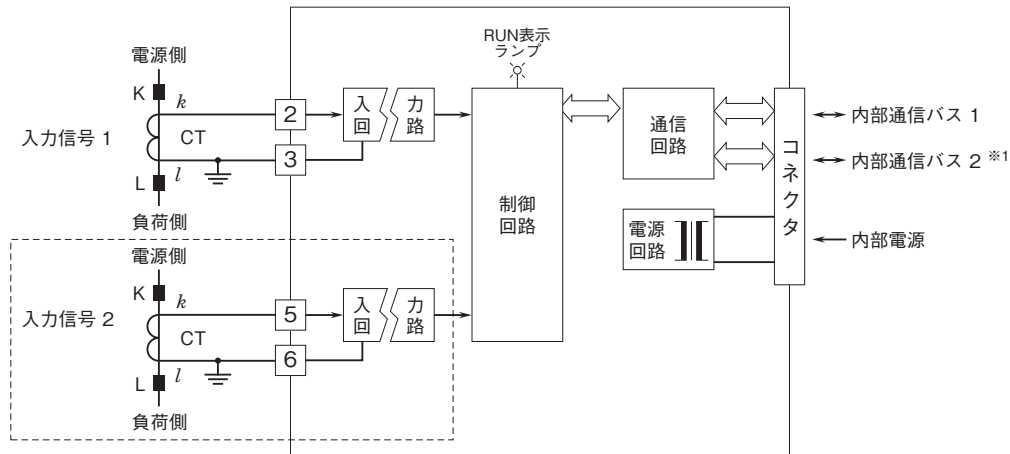 RUN表示
ランプ
電源側
K
k
入力信号 1
CT
2
3
L
l
負荷側
入 力
回 路
制御
回路
通信
回路
電源
回路
コネクタ
内部通信バス 1
内部通信バス 2 ※1
内部電源
電源側
K
k
入力信号 2
CT
5
6
L
l
負荷側
入 力
回 路